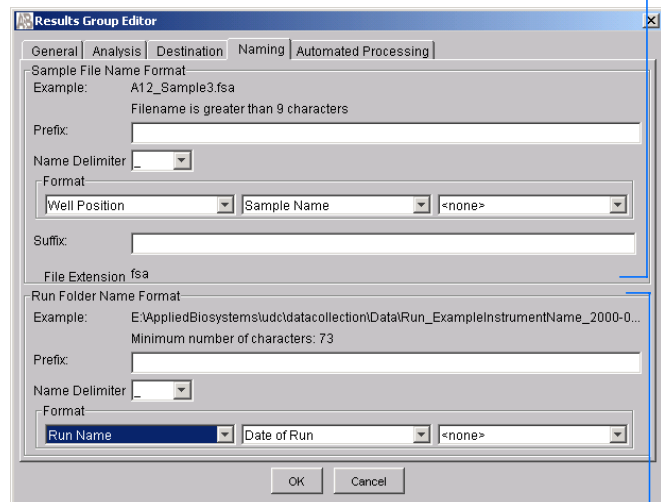 Results Group Editor
General Analysis Destination Naming Automated Processing
Sample File Name Format
Example: A12_Sample3.fsa
Filename is greater than 9 characters
Prefix:
Name Delimiter _
Format
Well Position Sample Name <none>
Suffix:
File Extension fsa
Run Folder Name Format
Example: E:\AppliedBiosystems\udc\datacollection\Data\Run_ExampleInstrumentName_2000-0...
Minimum number of characters: 73
Prefix:
Name Delimiter _
Format
Run Name Date of Run <none>
OK Cancel